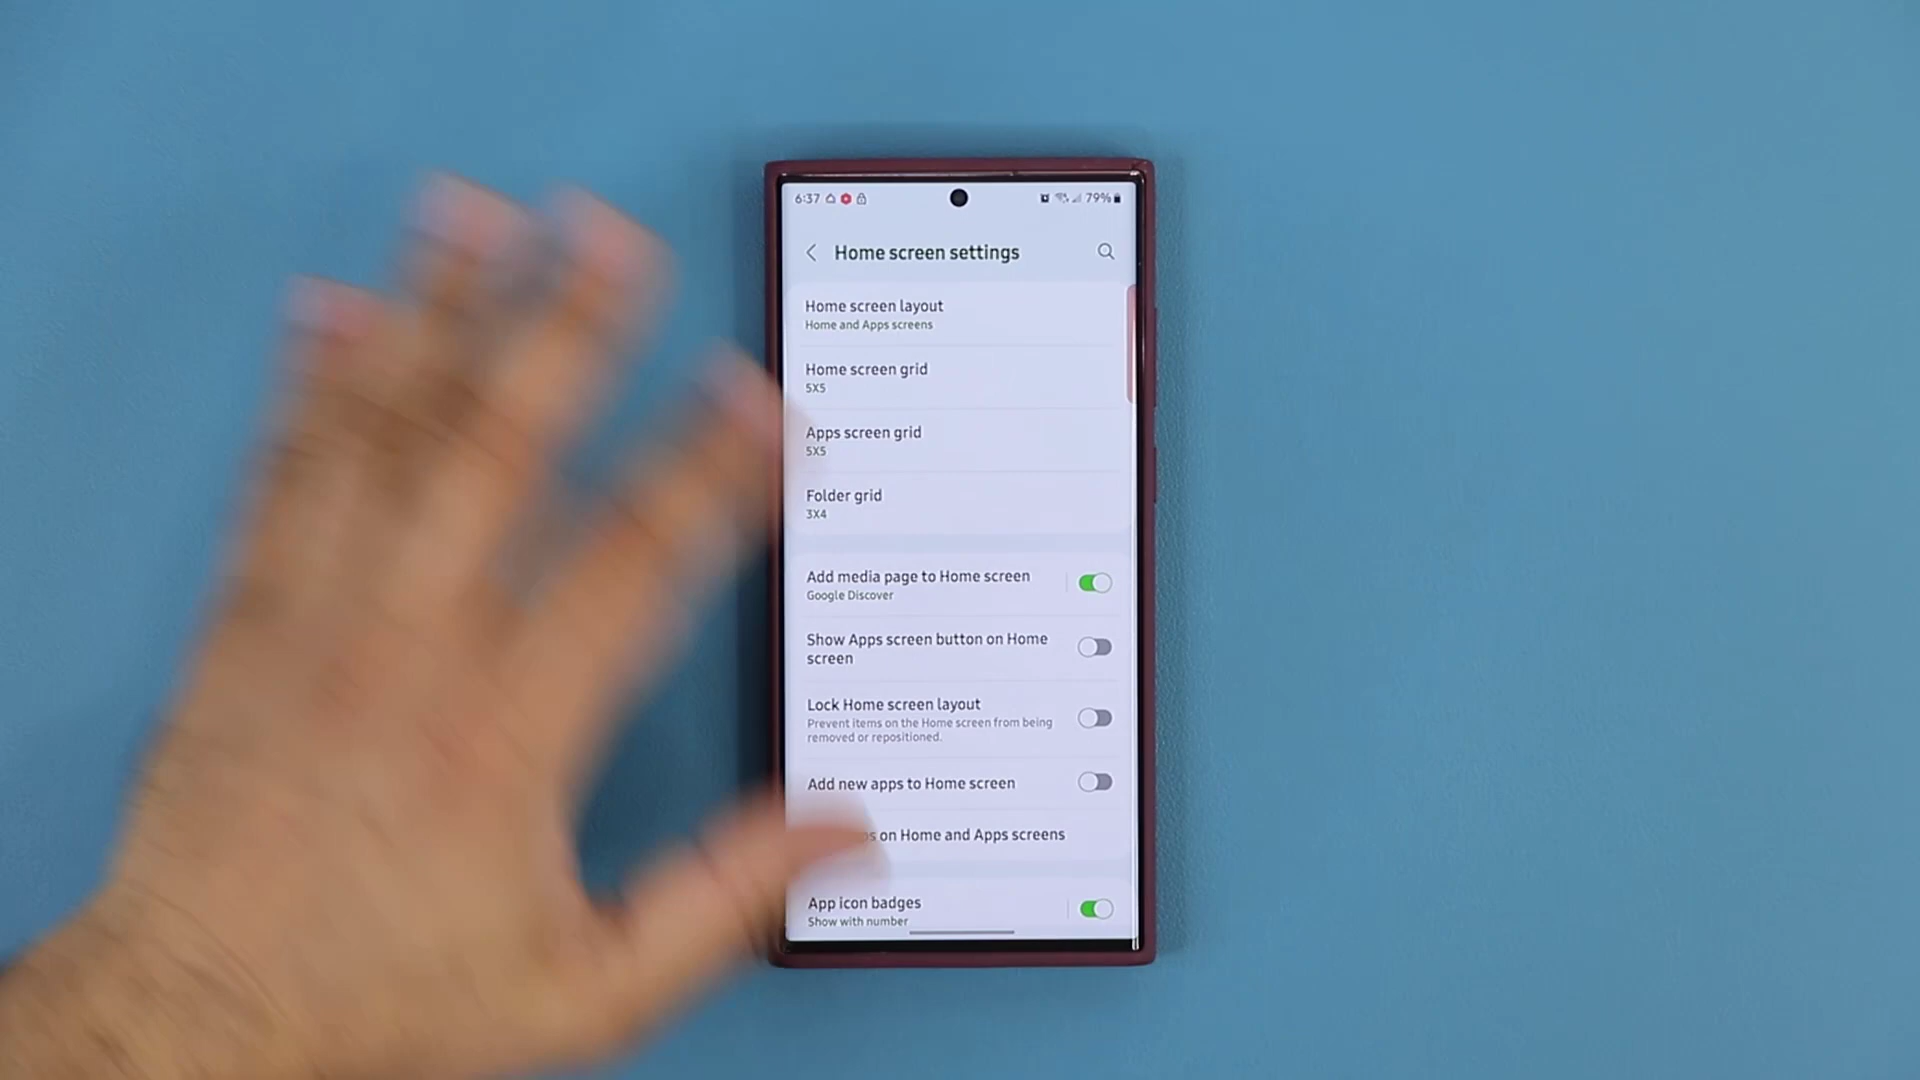 6:37 79%
Home screen settings
Home screen layout
Home and Apps screens
Home screen grid
5X5
Apps screen grid
5X5
Folder grid
3X4
Add media page to Home screen
Google Discover
Show Apps screen button on Home
screen
Lock Home screen layout
Prevent items on the Home screen from being
removed or repositioned.
Add new apps to Home screen
on Home and Apps screens
App icon badges
Show with number